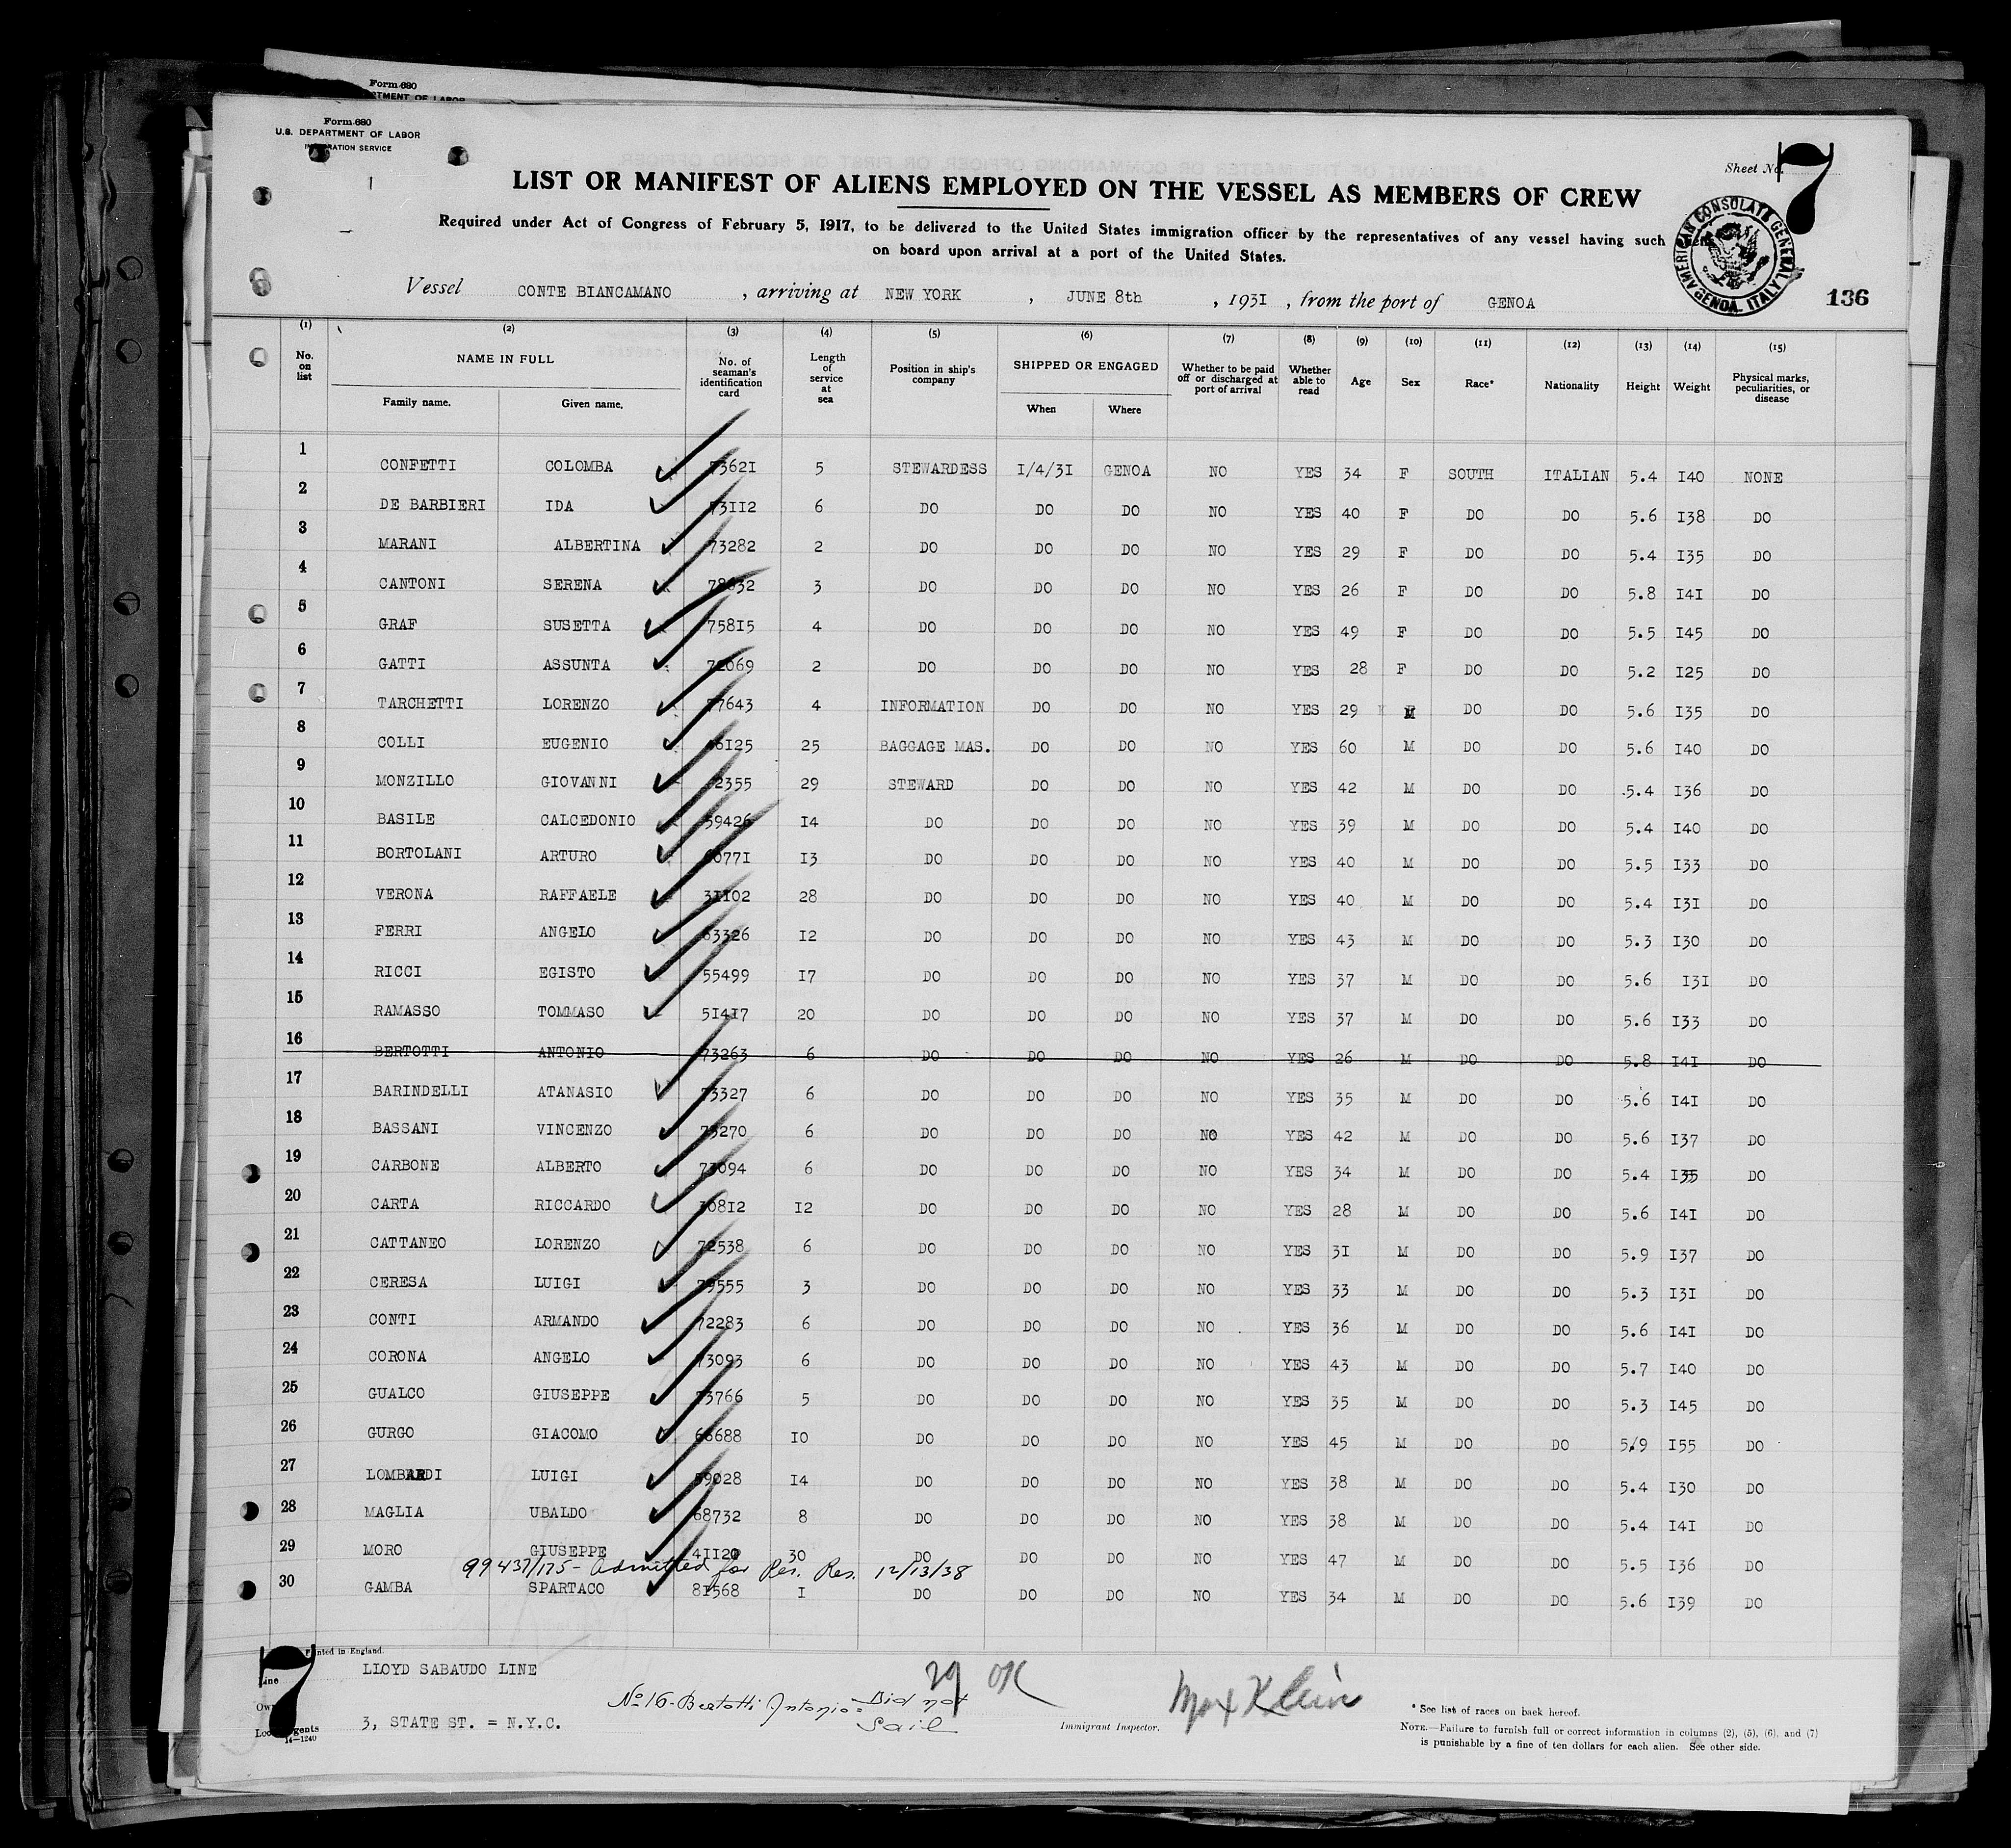 Form 680
Form 680
U.S. DEPARTMENT OF LABOR
IMMIGRATION SERVICE
Sheet No. 7
LIST OR MANIFEST OF ALIENS EMPLOYED ON THE VESSEL AS MEMBERS OF CREW
Required under Act of Congress of February 5, 1917, to be delivered to the United States immigration officer by the representatives of any vessel having such
on board upon arrival at a port of the United States.
AMERICAN CONSULATE GENERAL GENOA, ITALY
Vessel CONTE BIANCAMANO , arriving at NEW YORK , JUNE 8th , 1931 , from the port of GENOA
136
(1) (2) (3) (4) (5) (6) (7) (8) (9) (10) (11) (12) (13) (14) (15)
No. on list NAME IN FULL Family name. Given name. No. of seaman's identification card Length of service at sea Position in ship's company SHIPPED OR ENGAGED When Where Whether to be paid off or discharged at port of arrival Whether able to read Age Sex Race* Nationality Height Weight Physical marks, peculiarities, or disease
1 CONFETTI COLOMBA 73621 5 STEWARDESS 1/4/31 GENOA NO YES 34 F SOUTH ITALIAN 5.4 140 NONE
2 DE BARBIERI IDA 73112 6 DO DO DO NO YES 40 F DO DO 5.6 138 DO
3 MARANI ALBERTINA 73282 2 DO DO DO NO YES 29 F DO DO 5.4 135 DO
4 CANTONI SERENA 3 DO DO DO NO YES 26 F DO DO 5.8 141 DO
5 GRAF SUSETTA 75815 4 DO DO DO NO YES 49 F DO DO 5.5 145 DO
6 GATTI ASSUNTA 72069 2 DO DO DO NO YES 28 F DO DO 5.2 125 DO
7 TARCHETTI LORENZO 77643 4 INFORMATION DO DO NO YES 29 M DO DO 5.6 135 DO
8 COLLI EUGENIO 25 BAGGAGE MAS. DO DO NO YES 60 M DO DO 5.6 140 DO
9 MONZILLO GIOVANNI 29 STEWARD DO DO NO YES 42 M DO DO 5.4 136 DO
10 BASILE CALCEDONIO 59426 14 DO DO DO NO YES 39 M DO DO 5.4 140 DO
11 BORTOLANI ARTURO 13 DO DO DO NO YES 40 M DO DO 5.5 133 DO
12 VERONA RAFFAELE 31102 28 DO DO DO NO YES 40 M DO DO 5.4 131 DO
13 FERRI ANGELO 63326 12 DO DO DO NO YES 43 M DO DO 5.3 130 DO
14 RICCI EGISTO 55499 17 DO DO DO NO YES 37 M DO DO 5.6 131 DO
15 RAMASSO TOMMASO 51417 20 DO DO DO NO YES 37 M DO DO 5.6 133 DO
16 BERTOTTI ANTONIO 73263 6 DO DO DO NO YES 26 M DO DO 5.8 141 DO
17 BARINDELLI ATANASIO 73327 6 DO DO DO NO YES 35 M DO DO 5.6 141 DO
18 BASSANI VINCENZO 73270 6 DO DO DO NO YES 42 M DO DO 5.6 137 DO
19 CARBONE ALBERTO 73094 6 DO DO DO NO YES 34 M DO DO 5.4 135 DO
20 CARTA RICCARDO 12 DO DO DO NO YES 28 M DO DO 5.6 141 DO
21 CATTANEO LORENZO 72538 6 DO DO DO NO YES 31 M DO DO 5.9 137 DO
22 CERESA LUIGI 79555 3 DO DO DO NO YES 33 M DO DO 5.3 131 DO
23 CONTI ARMANDO 72283 6 DO DO DO NO YES 36 M DO DO 5.6 141 DO
24 CORONA ANGELO 73093 6 DO DO DO NO YES 43 M DO DO 5.7 140 DO
25 GUALCO GIUSEPPE 73766 5 DO DO DO NO YES 35 M DO DO 5.3 145 DO
26 GURGO GIACOMO 66688 10 DO DO DO NO YES 45 M DO DO 5/9 155 DO
27 LOMBARDI LUIGI 59028 14 DO DO DO NO YES 38 M DO DO 5.4 130 DO
28 MAGLIA UBALDO 68732 8 DO DO DO NO YES 38 M DO DO 5.4 141 DO
29 MORO GIUSEPPE 41120 30 DO DO DO NO YES 47 M DO DO 5.5 136 DO
99437/175 - Admitted for Per. Res. 12/13/38
30 GAMBA SPARTACO 81568 1 DO DO DO NO YES 34 M DO DO 5.6 139 DO
7
Printed in England.
Line LLOYD SABAUDO LINE
29 OK
No 16 - Bertotti Antonio = Did not
sail
Max Klein
Immigrant Inspector.
Local Agents 3, STATE ST. = N.Y.C.
14—1240
* See list of races on back hereof.
NOTE.—Failure to furnish full or correct information in columns (2), (5), (6), and (7)
is punishable by a fine of ten dollars for each alien. See other side.